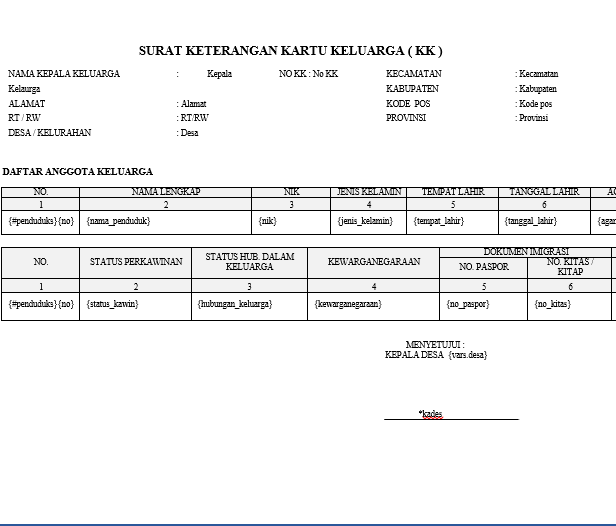 SURAT KETERANGAN KARTU KELUARGA ( KK )
NAMA KEPALA KELUARGA : Kepala NO KK : No KK KECAMATAN : Kecamatan
Kelaurga KABUPATEN : Kabupaten
ALAMAT : Alamat KODE POS : Kode pos
RT / RW : RT/RW PROVINSI : Provinsi
DESA / KELURAHAN : Desa
DAFTAR ANGGOTA KELUARGA
NO. NAMA LENGKAP NIK JENIS KELAMIN TEMPAT LAHIR TANGGAL LAHIR
1 2 3 4 5 6
{#penduduks}{no} {nama_penduduk} {nik} {jenis_kelamin} {tempat_lahir} {tanggal_lahir}
NO. STATUS PERKAWINAN STATUS HUB. DALAM KELUARGA KEWARGANEGARAAN DOKUMEN IMIGRASI
NO. PASPOR NO. KITAS / KITAP
1 2 3 4 5 6
{#penduduks}{no} {status_kawin} {hubungan_keluarga} {kewarganegaraan} {no_paspor} {no_kitas}
MENYETUJUI :
KEPALA DESA {vars.desa}
*kades